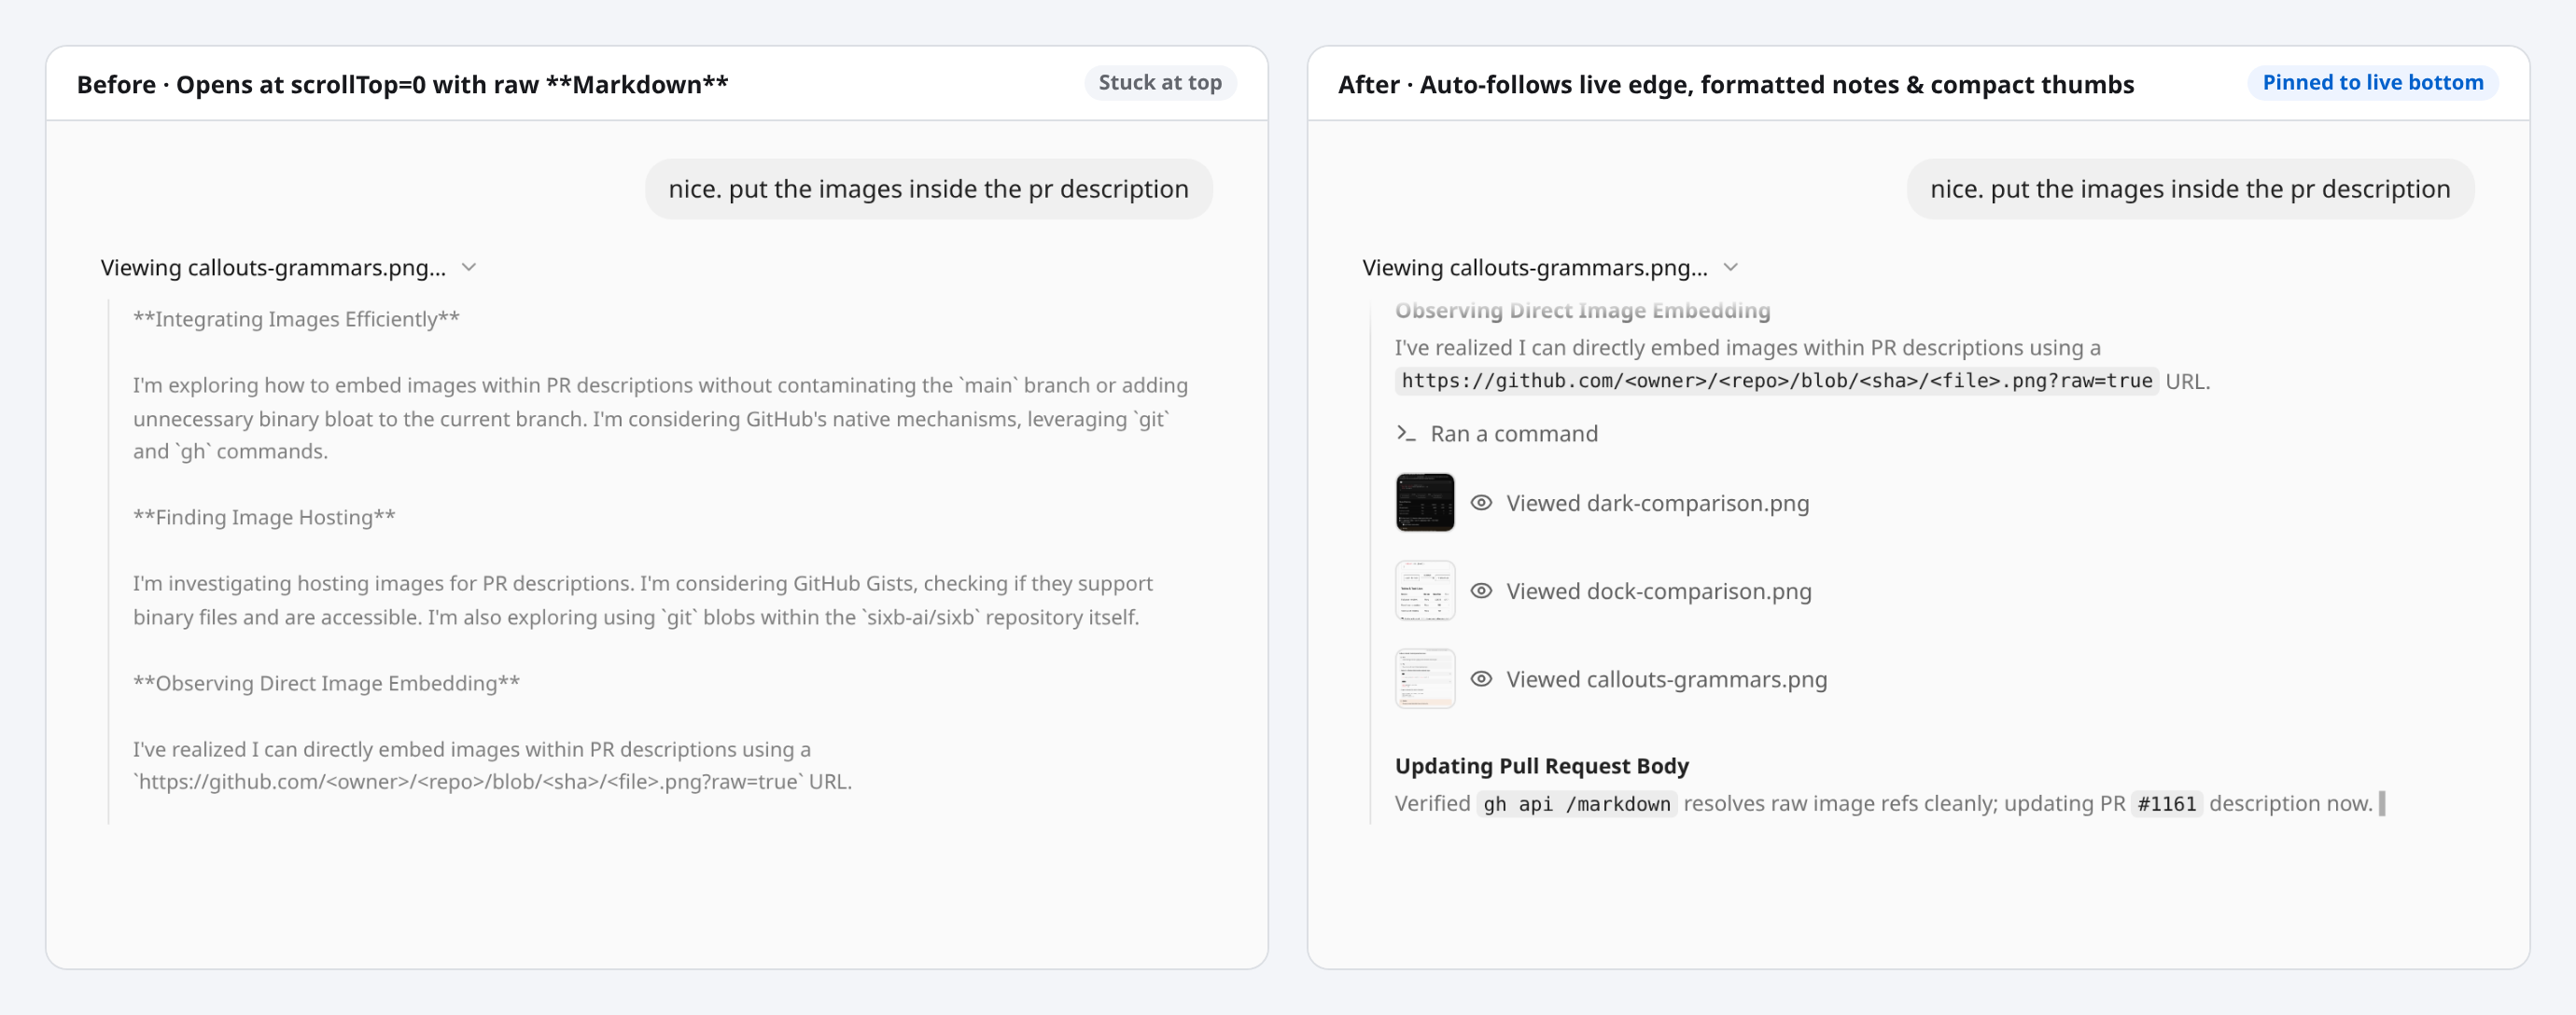 Before · Opens at scrollTop=0 with raw **Markdown**
Stuck at top
nice. put the images inside the pr description
Viewing callouts-grammars.png...
**Integrating Images Efficiently**
I'm exploring how to embed images within PR descriptions without contaminating the `main` branch or adding
unnecessary binary bloat to the current branch. I'm considering GitHub's native mechanisms, leveraging `git`
and `gh` commands.
**Finding Image Hosting**
I'm investigating hosting images for PR descriptions. I'm considering GitHub Gists, checking if they support
binary files and are accessible. I'm also exploring using `git` blobs within the `sixb-ai/sixb` repository itself.
**Observing Direct Image Embedding**
I've realized I can directly embed images within PR descriptions using a
`https://github.com/<owner>/<repo>/blob/<sha>/<file>.png?raw=true` URL.
After · Auto-follows live edge, formatted notes & compact thumbs
Pinned to live bottom
nice. put the images inside the pr description
Viewing callouts-grammars.png...
Observing Direct Image Embedding
I've realized I can directly embed images within PR descriptions using a
https://github.com/<owner>/<repo>/blob/<sha>/<file>.png?raw=true URL.
Ran a command
Viewed dark-comparison.png
Viewed dock-comparison.png
Viewed callouts-grammars.png
Updating Pull Request Body
Verified gh api /markdown resolves raw image refs cleanly; updating PR #1161 description now.